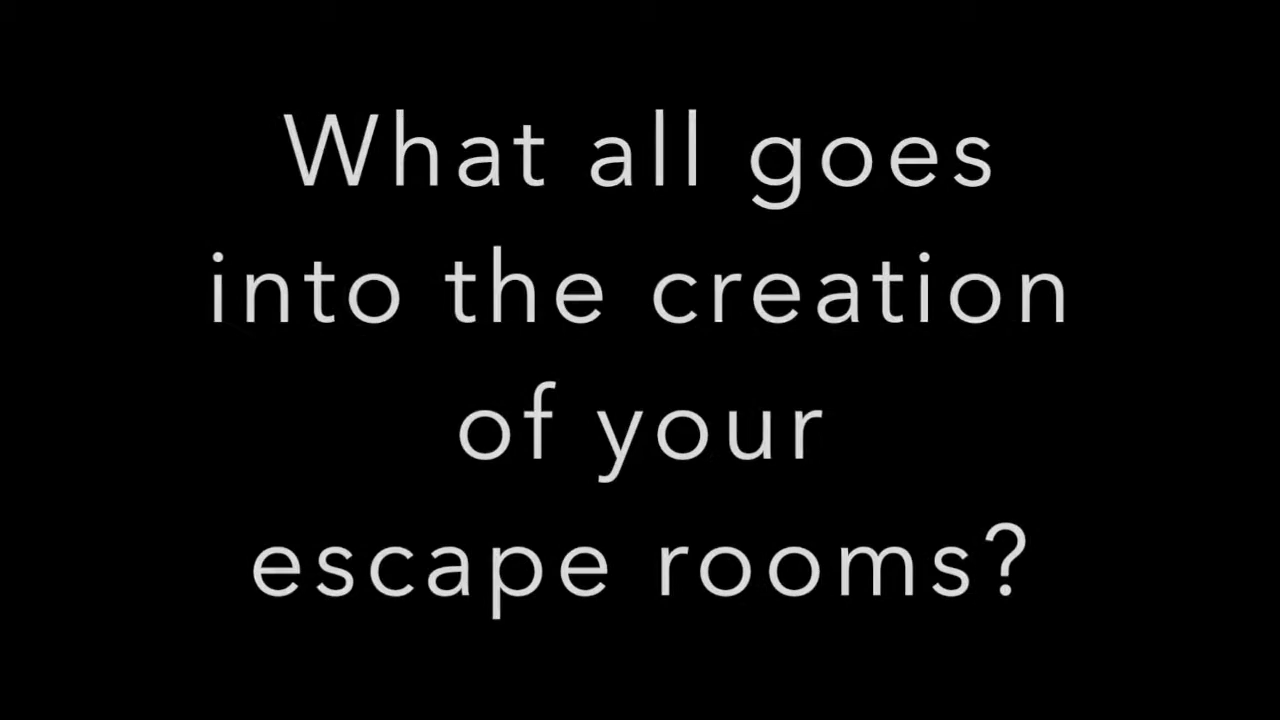 What all goes
into the creation
of your
escape rooms?